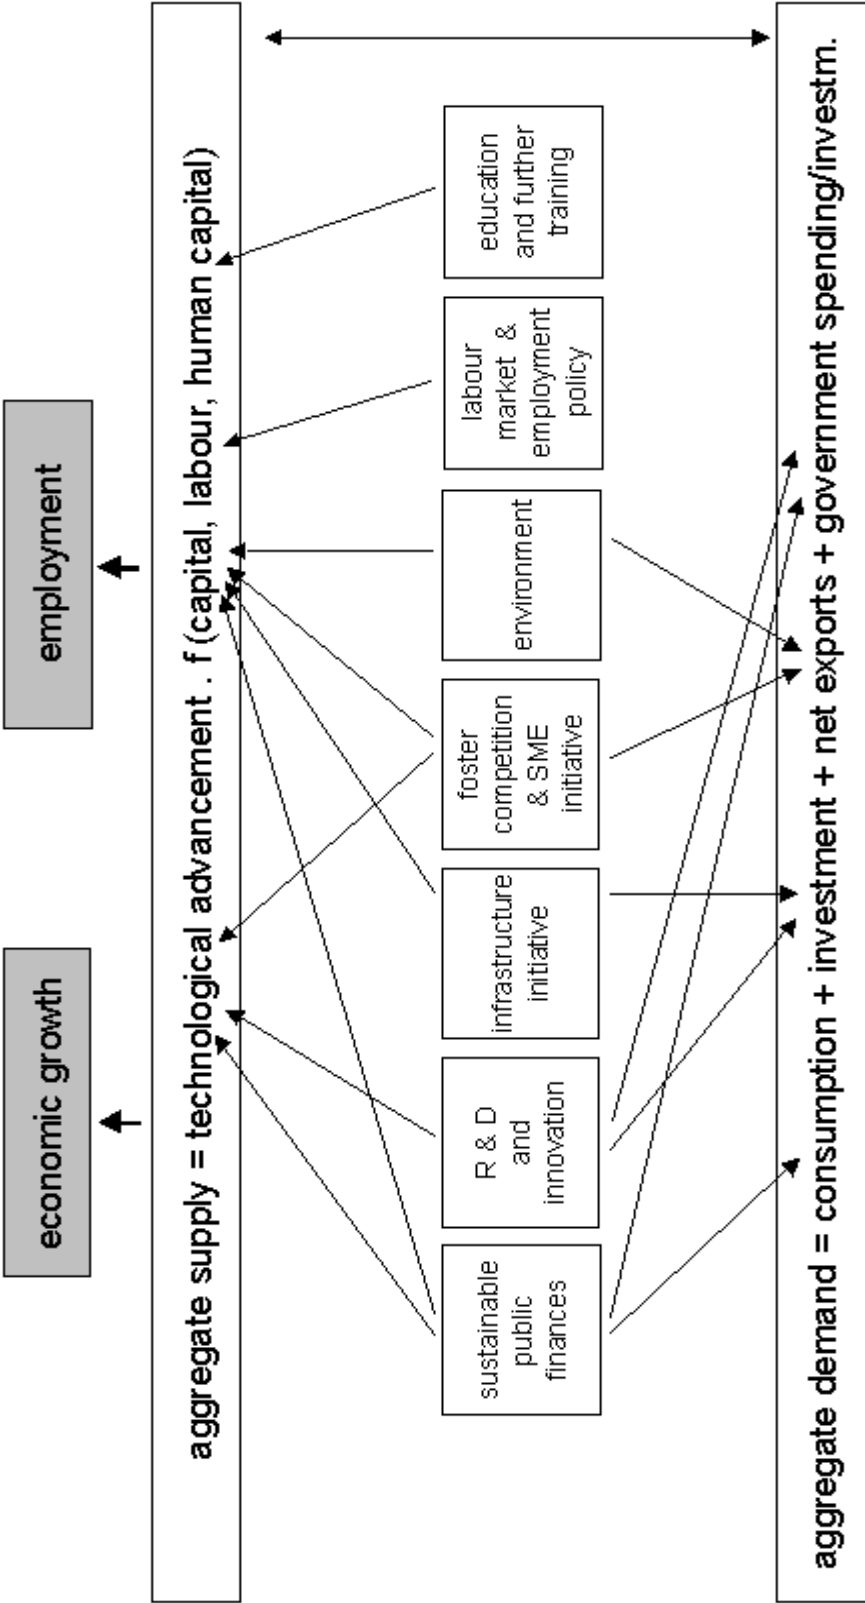 economic growth
employment
aggregate supply = technological advancement . f (capital, labour, human capital)
sustainable
public
finances
R & D
and
innovation
infrastructure
initiative
foster
competition
& SME
initiative
environment
labour
market &
employment
policy
education
and further
training
aggregate demand = consumption + investment + net exports + government spending/investm.